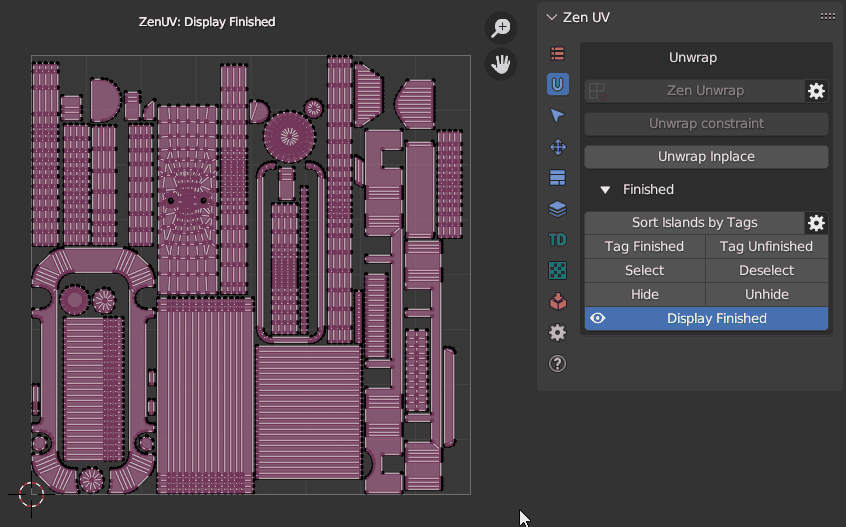 ZenUV: Display Finished
Zen UV
Unwrap
Zen Unwrap
Unwrap constraint
Unwrap Inplace
Finished
Sort Islands by Tags
Tag Finished Tag Unfinished
Select Deselect
Hide Unhide
Display Finished
TD